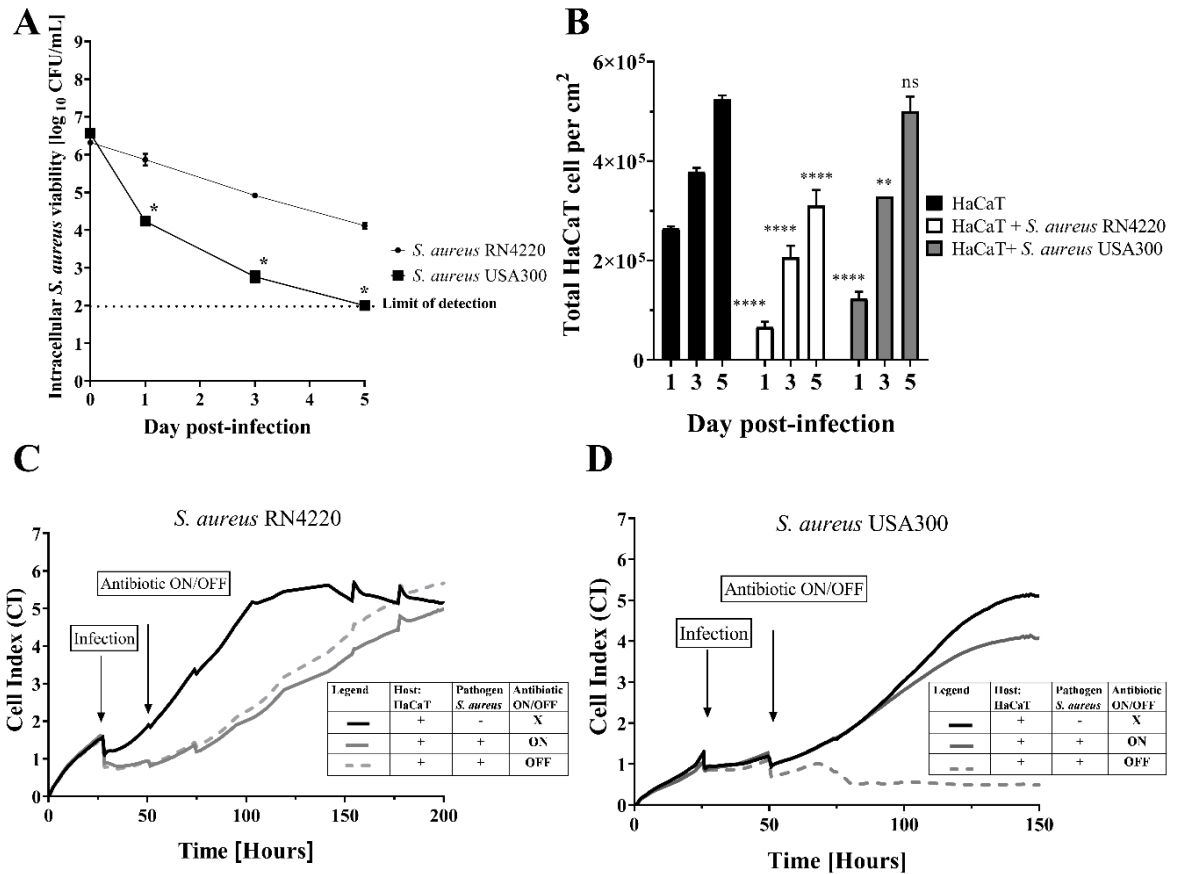 A
Intracellular S. aureus viability [log 10 CFU/mL]
9
8
7
6
5
4
3
2
1
0
* 
*
*
S. aureus RN4220
S. aureus USA300
Limit of detection
0 1 2 3 4 5
Day post-infection
B
Total HaCaT cell per cm²
6×10⁵
4×10⁵
2×10⁵
0
****
****
****
****
**
ns
HaCaT
HaCaT + S. aureus RN4220
HaCaT+ S. aureus USA300
1 3 5 1 3 5 1 3 5
Day post-infection
C
S. aureus RN4220
Cell Index (CI)
7
6
5
4
3
2
1
0
Antibiotic ON/OFF
Infection
Legend Host: HaCaT Pathogen S. aureus Antibiotic ON/OFF
+ - X
+ + ON
+ + OFF
0 50 100 150 200
Time [Hours]
D
S. aureus USA300
Cell Index (CI)
7
6
5
4
3
2
1
0
Antibiotic ON/OFF
Infection
Legend Host: HaCaT Pathogen S. aureus Antibiotic ON/OFF
+ - X
+ + ON
+ + OFF
0 50 100 150
Time [Hours]